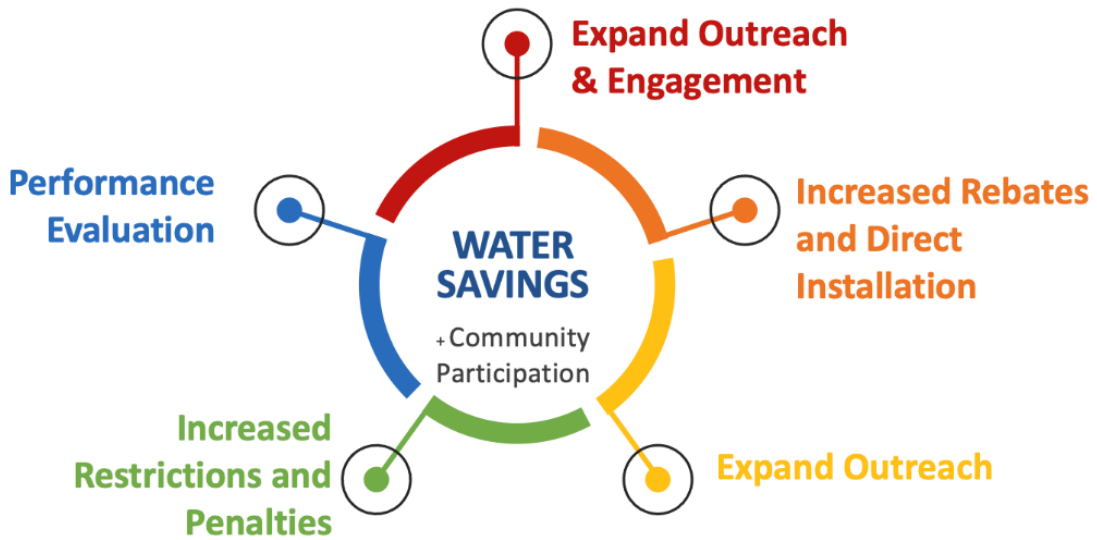 Expand Outreach
& Engagement
Performance
Evaluation
Increased Rebates
and Direct
Installation
WATER
SAVINGS
+ Community
Participation
Increased
Restrictions and
Penalties
Expand Outreach